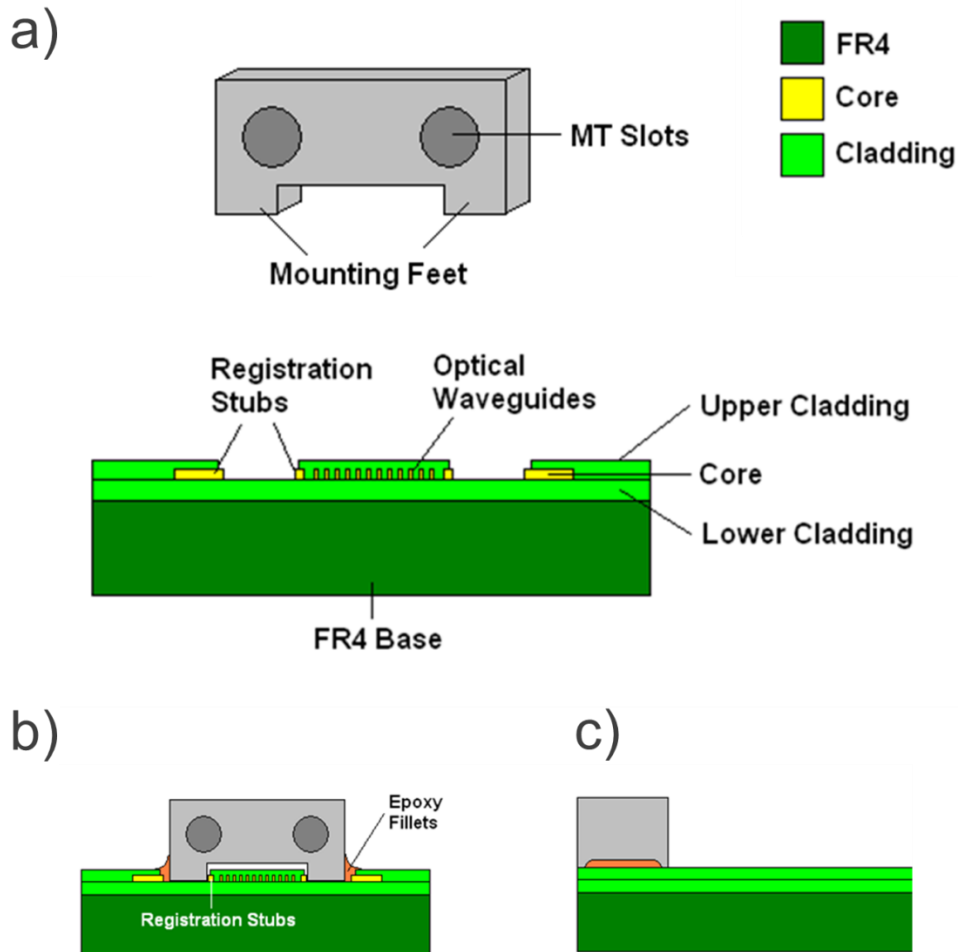 a)
FR4
Core
Cladding
MT Slots
Mounting Feet
Registration
Stubs
Optical
Waveguides
Upper Cladding
Core
Lower Cladding
FR4 Base
b)
c)
Epoxy
Fillets
Registration Stubs